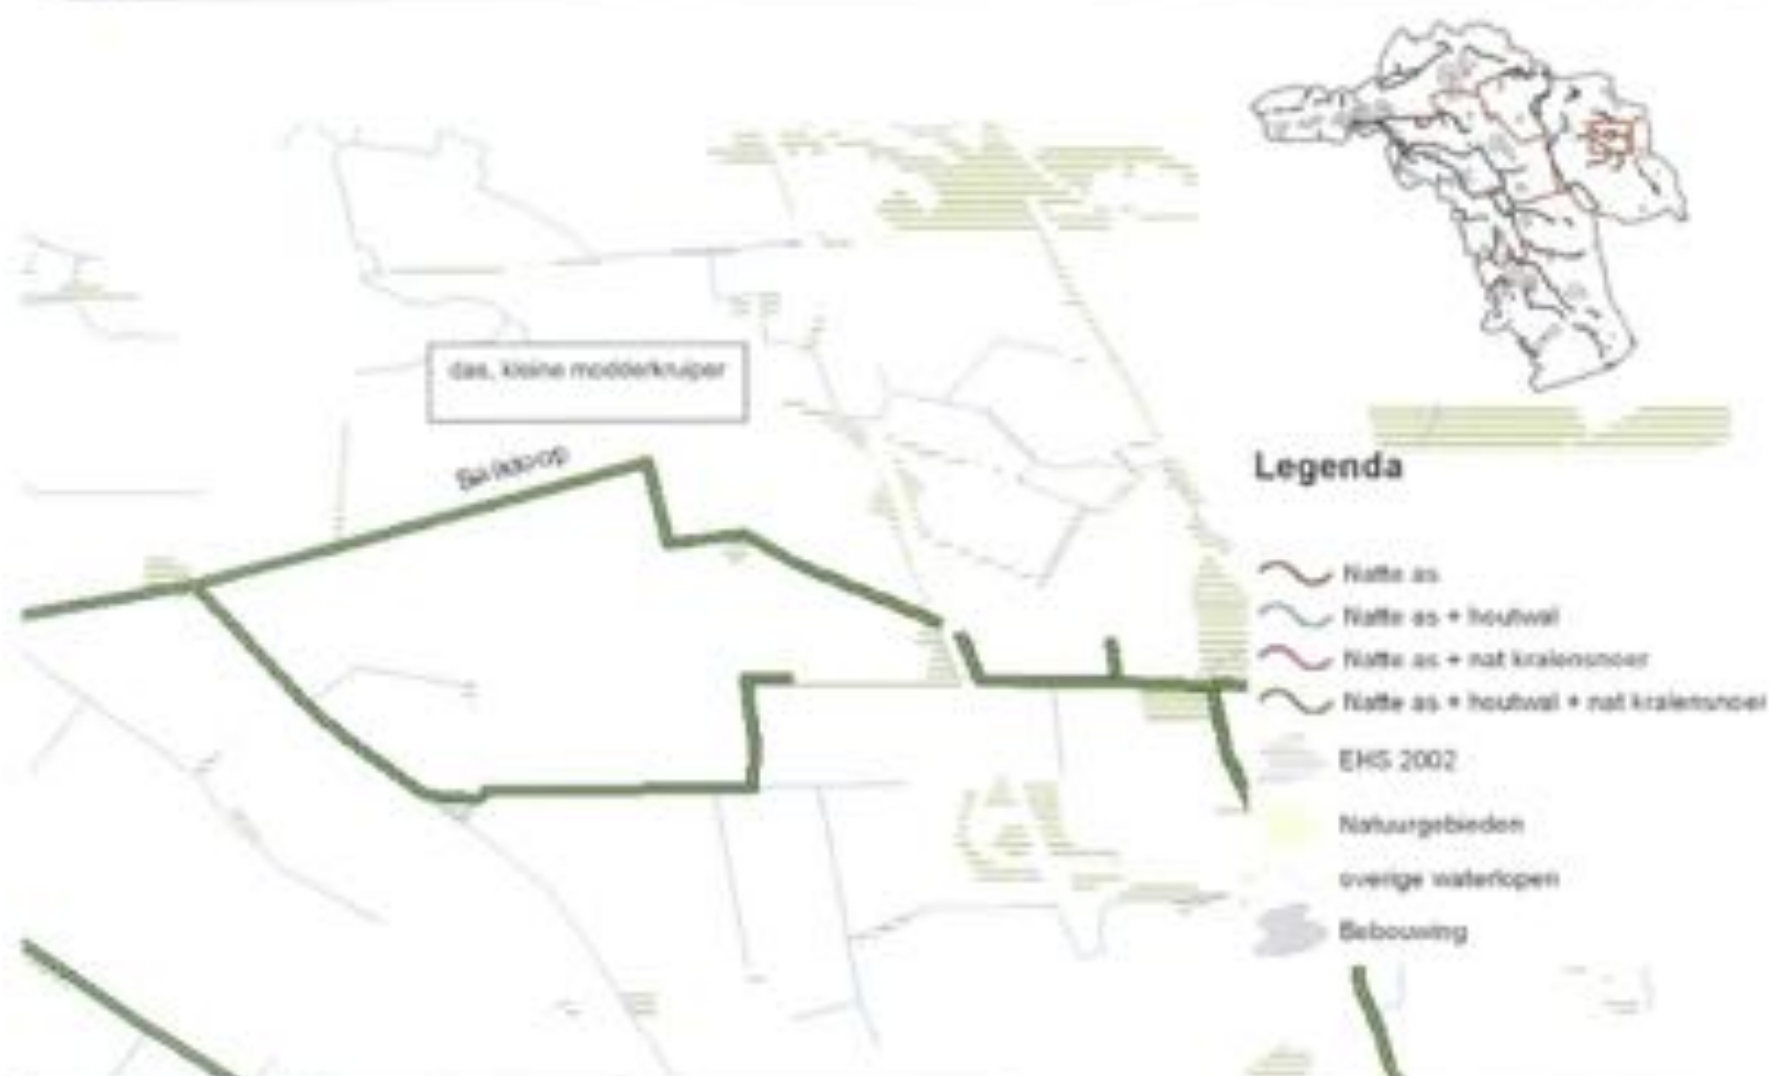 das, kleine modderkruiper
Legenda
Natte as
Natte as + houtwal
Natte as + nat kralensnoer
Natte as + houtwal + nat kralensnoer
EHS 2002
Natuurgebieden
overige waterlopen
Bebouwing